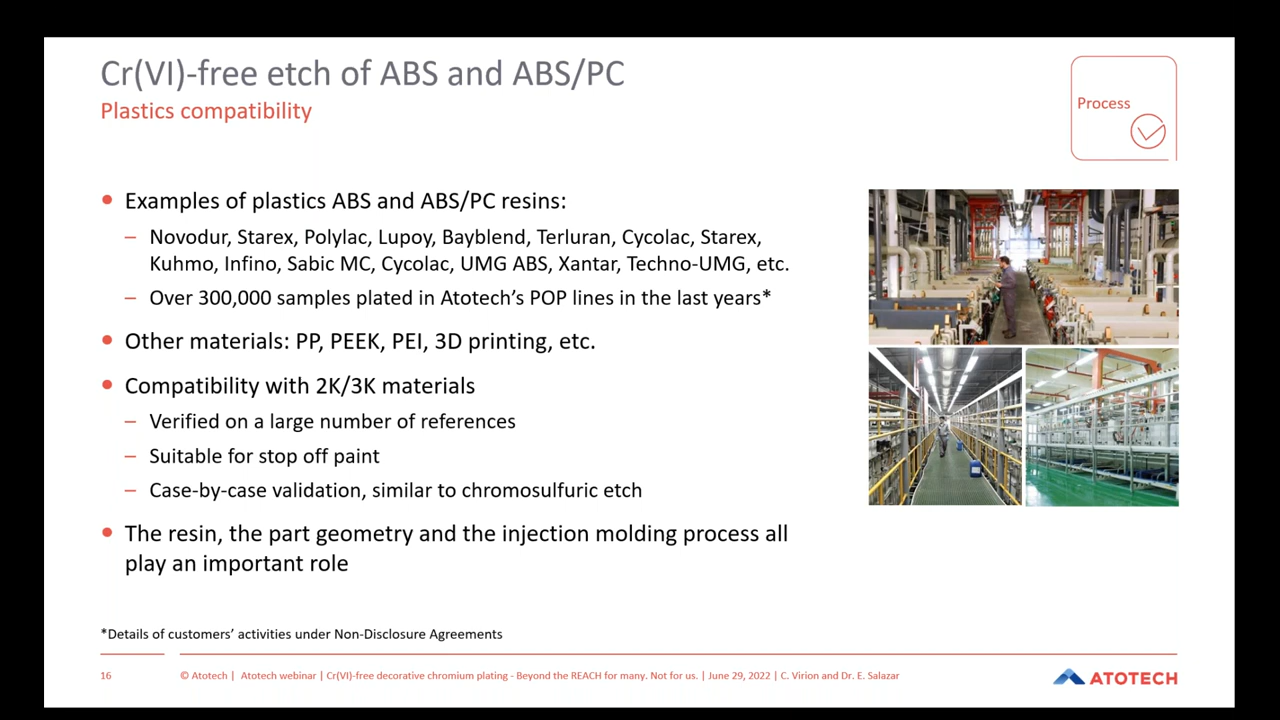 Cr(VI)-free etch of ABS and ABS/PC
Plastics compatibility
Process
• Examples of plastics ABS and ABS/PC resins:
– Novodur, Starex, Polylac, Lupoy, Bayblend, Terluran, Cycolac, Starex,
Kuhmo, Infino, Sabic MC, Cycolac, UMG ABS, Xantar, Techno-UMG, etc.
– Over 300,000 samples plated in Atotech's POP lines in the last years*
• Other materials: PP, PEEK, PEI, 3D printing, etc.
• Compatibility with 2K/3K materials
– Verified on a large number of references
– Suitable for stop off paint
– Case-by-case validation, similar to chromosulfuric etch
• The resin, the part geometry and the injection molding process all
play an important role
*Details of customers' activities under Non-Disclosure Agreements
16
© Atotech | Atotech webinar | Cr(VI)-free decorative chromium plating - Beyond the REACH for many. Not for us. | June 29, 2022 | C. Virion and Dr. E. Salazar
ATOTECH